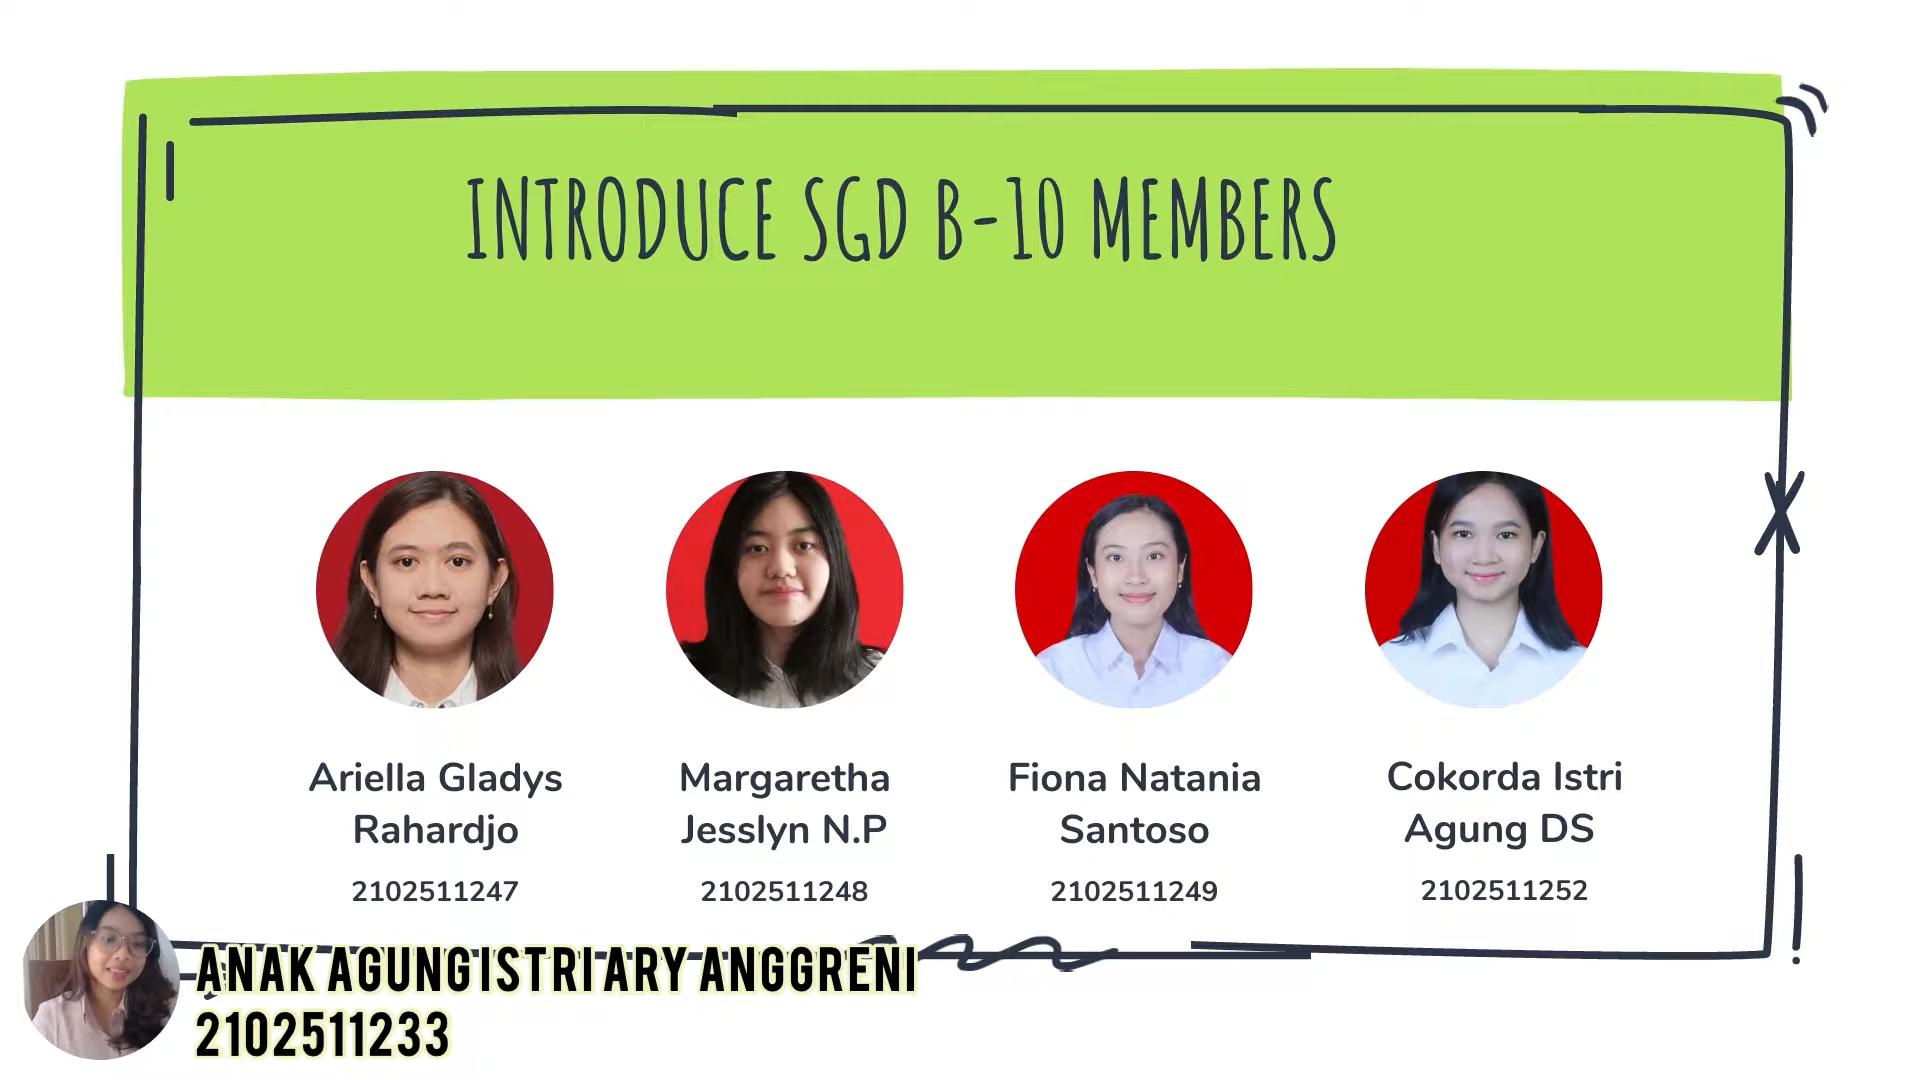 INTRODUCE SGD B-10 MEMBERS
Ariella Gladys
Rahardjo
2102511247
Margaretha
Jesslyn N.P
2102511248
Fiona Natania
Santoso
2102511249
Cokorda Istri
Agung DS
2102511252
ANAK AGUNG ISTRI ARY ANGGRENI
2102511233